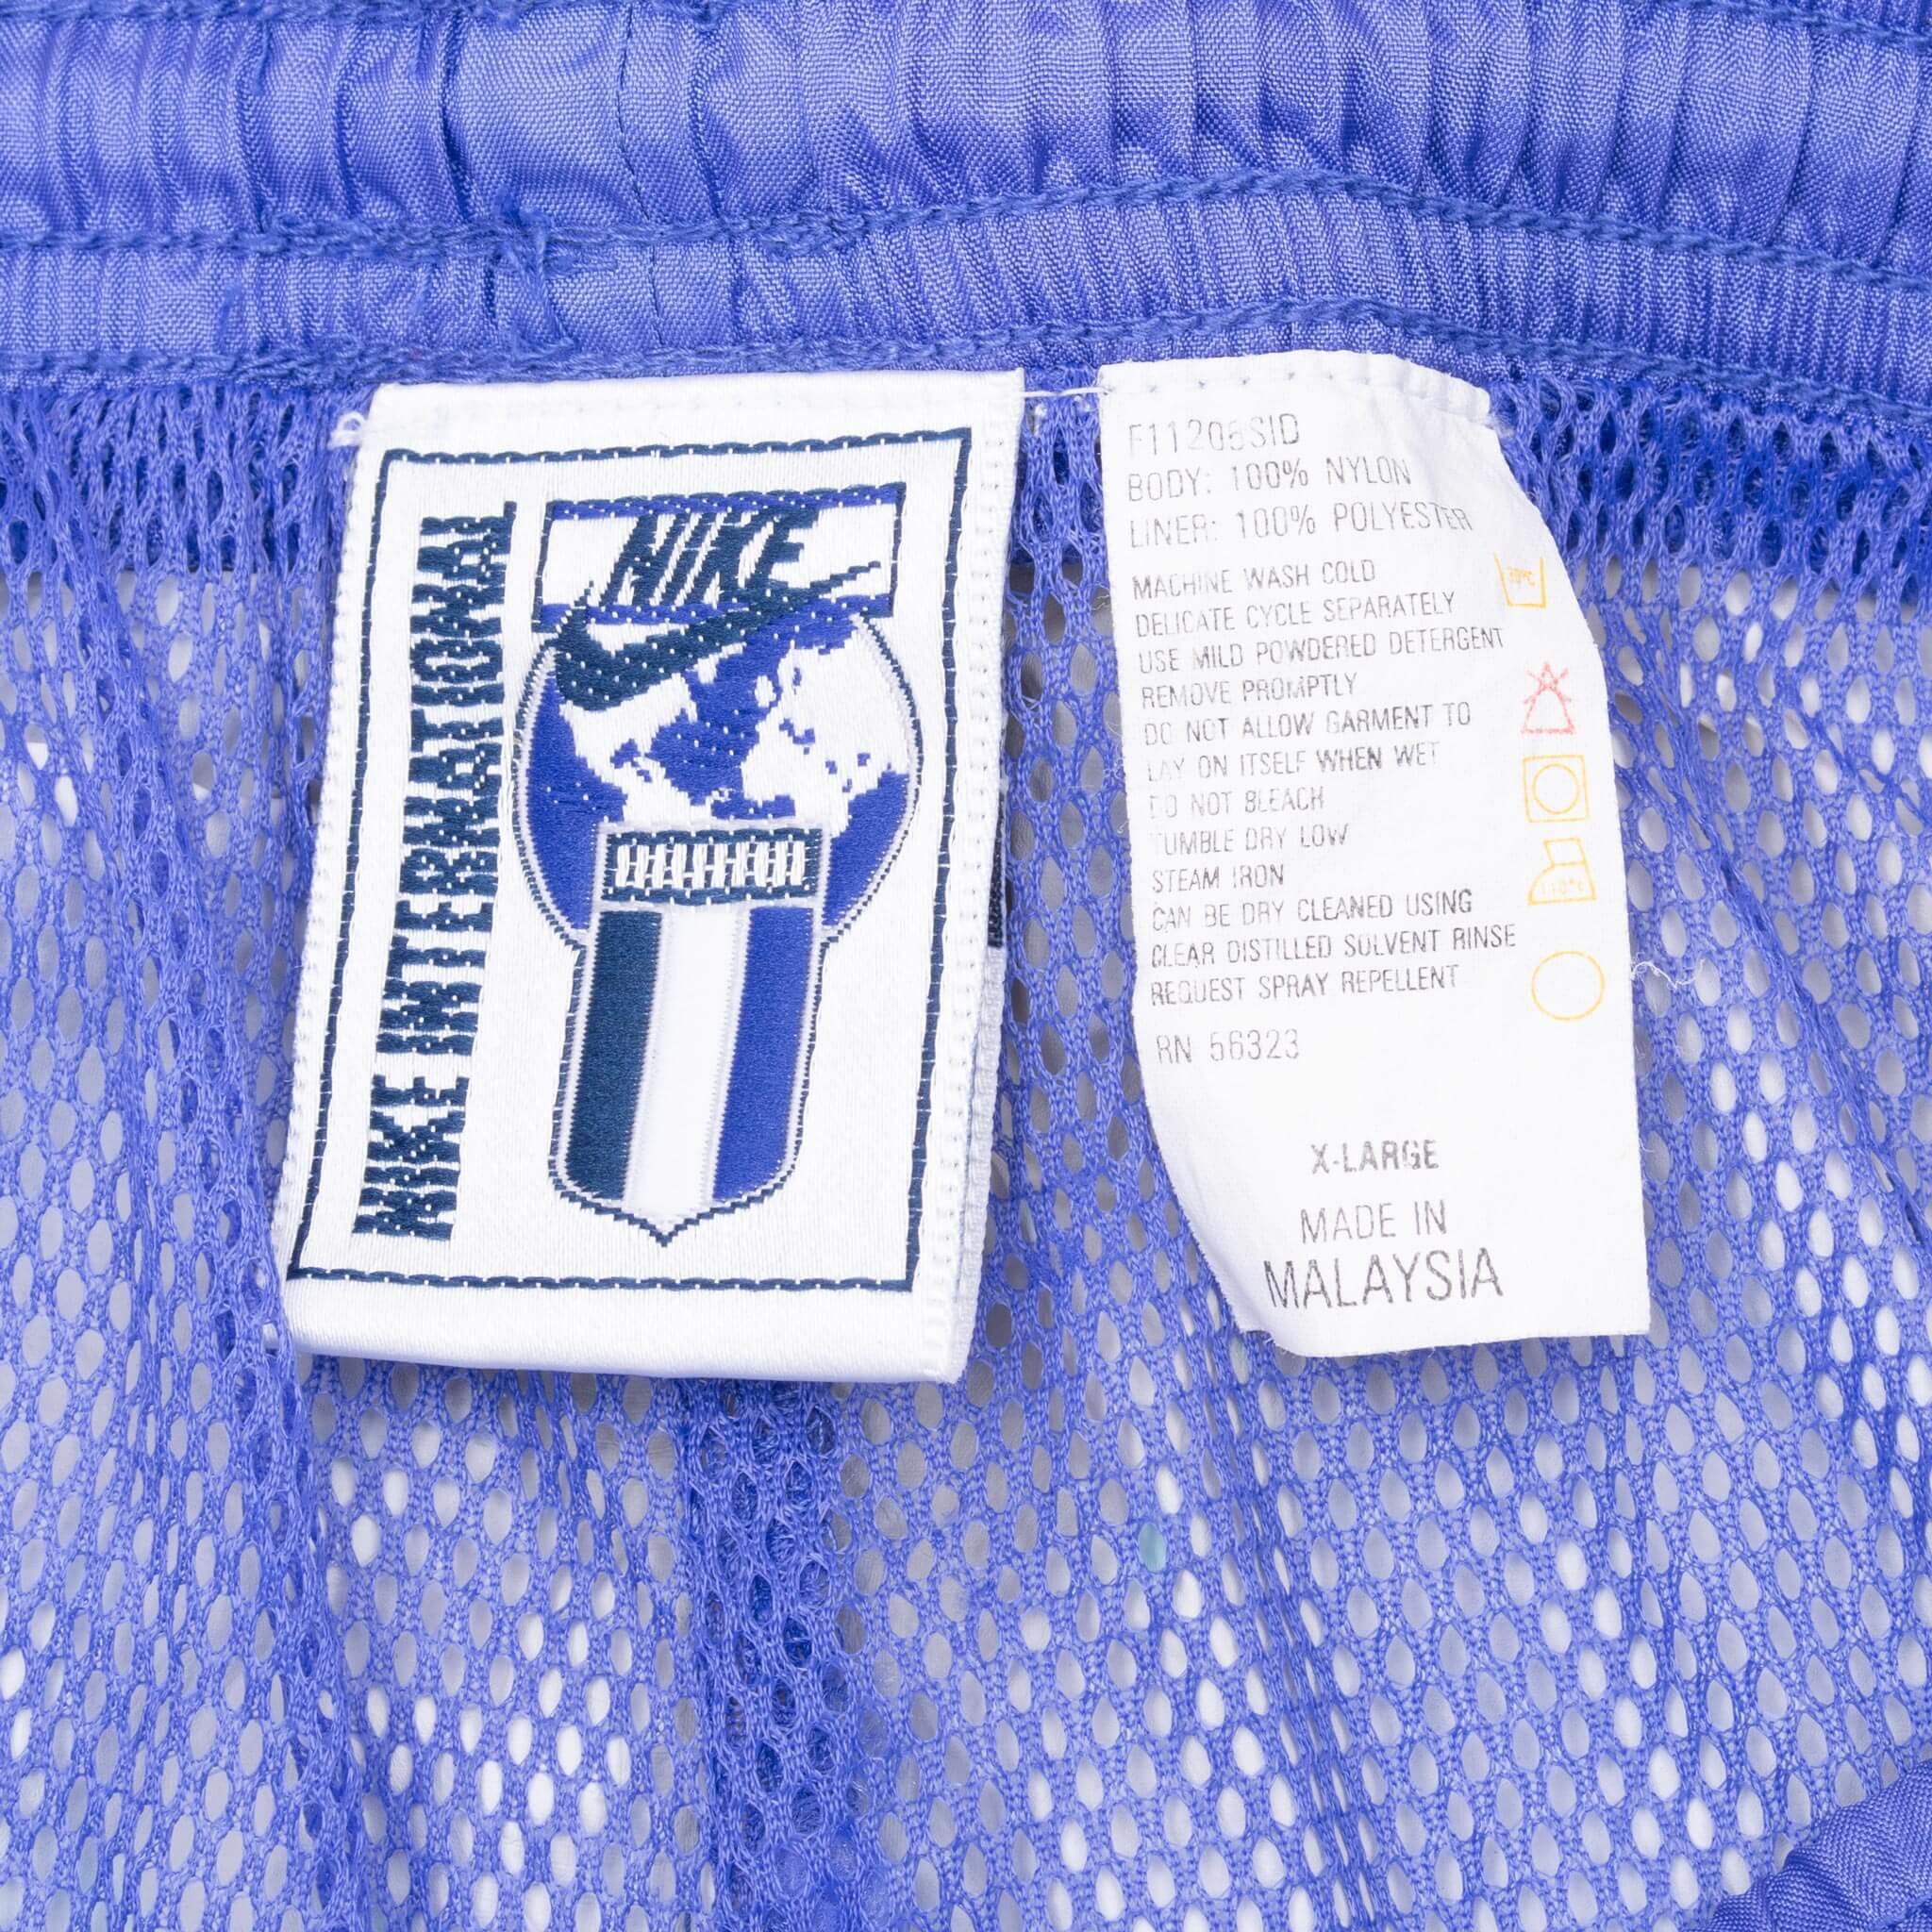 NIKE INTERNATIONAL
NIKE
BODY: 100% NYLON
LINER: 100% POLYESTER
MACHINE WASH COLD
DELICATE CYCLE SEPARATELY
USE MILD POWDERED DETERGENT
REMOVE PROMPTLY
DO NOT ALLOW GARMENT TO
LAY ON ITSELF WHEN WET
DO NOT BLEACH
TUMBLE DRY LOW
STEAM IRON
CAN BE DRY CLEANED USING
CLEAR DISTILLED SOLVENT RINSE
REQUEST SPRAY REPELLENT
RN 56323
X-LARGE
MADE IN
MALAYSIA